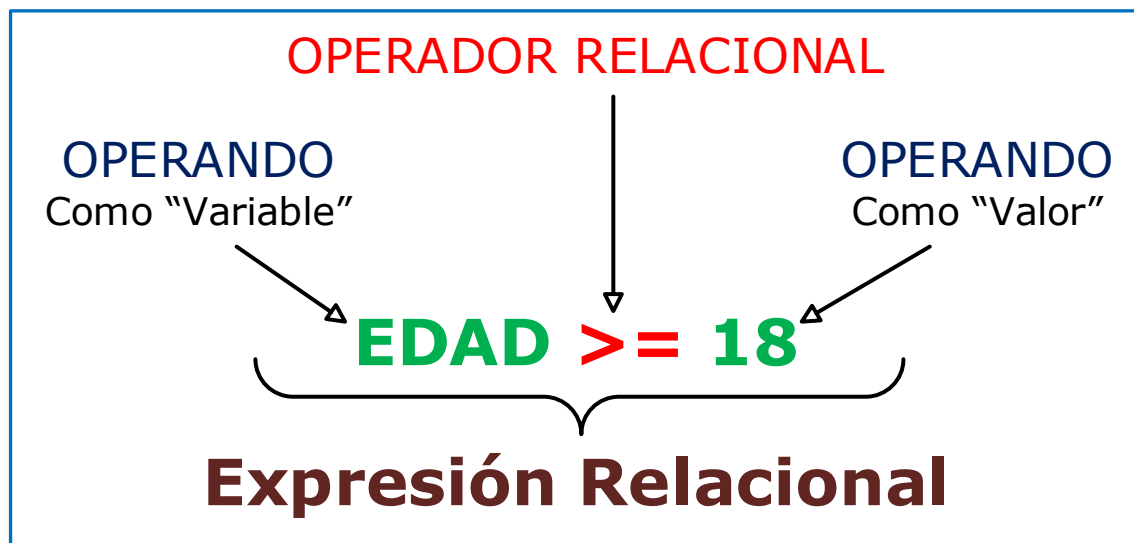 OPERADOR RELACIONAL
OPERANDO
Como “Variable”
OPERANDO
Como “Valor”
EDAD >= 18
Expresión Relacional